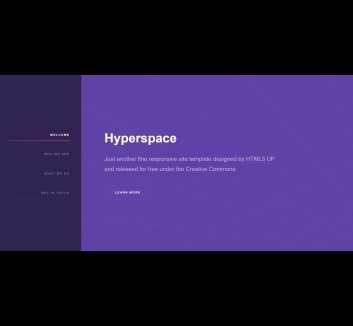 WELCOME
WHO WE ARE
WHAT WE DO
GET IN TOUCH
Hyperspace
Just another fine responsive site template designed by HTML5 UP
and released for free under the Creative Commons.
LEARN MORE